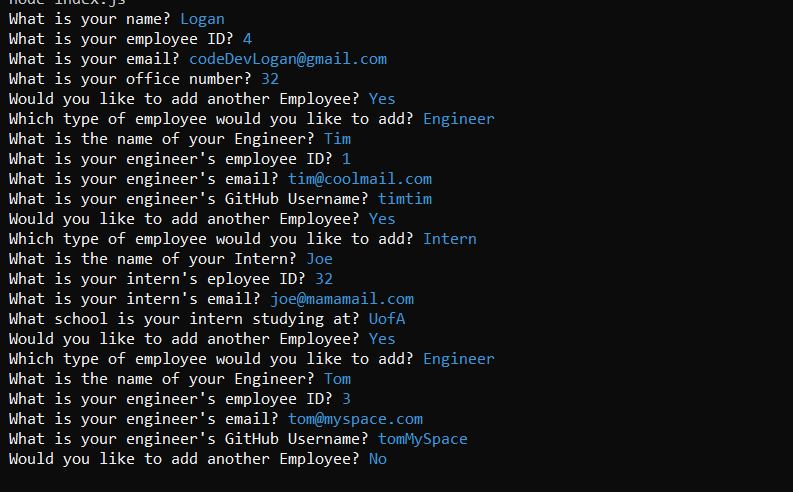 node index.js
What is your name? Logan
What is your employee ID? 4
What is your email? codeDevLogan@gmail.com
What is your office number? 32
Would you like to add another Employee? Yes
Which type of employee would you like to add? Engineer
What is the name of your Engineer? Tim
What is your engineer's employee ID? 1
What is your engineer's email? tim@coolmail.com
What is your engineer's GitHub Username? timtim
Would you like to add another Employee? Yes
Which type of employee would you like to add? Intern
What is the name of your Intern? Joe
What is your intern's eployee ID? 32
What is your intern's email? joe@mamamail.com
What school is your intern studying at? UofA
Would you like to add another Employee? Yes
Which type of employee would you like to add? Engineer
What is the name of your Engineer? Tom
What is your engineer's employee ID? 3
What is your engineer's email? tom@myspace.com
What is your engineer's GitHub Username? tomMySpace
Would you like to add another Employee? No